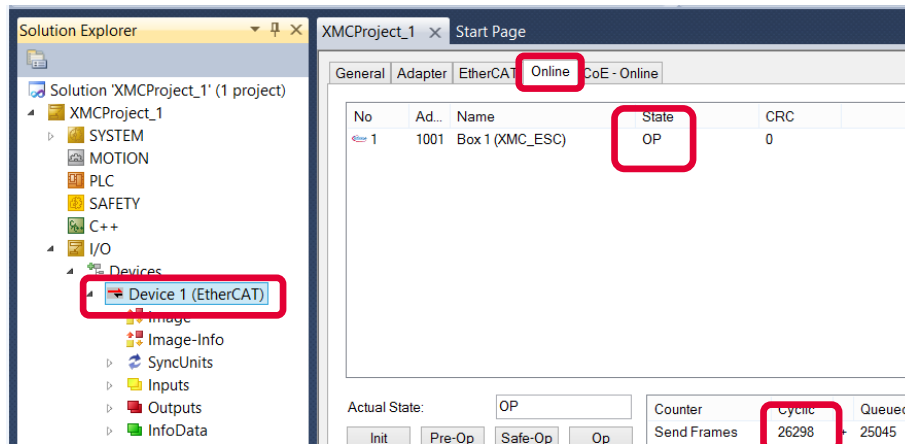 Solution Explorer
XMCProject_1 × Start Page
General Adapter EtherCAT Online CoE - Online
Solution 'XMCProject_1' (1 project)
XMCProject_1
SYSTEM
MOTION
PLC
SAFETY
C++
I/O
Devices
Device 1 (EtherCAT)
Image
Image-Info
SyncUnits
Inputs
Outputs
InfoData
No Ad... Name State CRC
1 1001 Box 1 (XMC_ESC) OP 0
Actual State: OP
Init Pre-Op Safe-Op Op
Counter Cyclic Queued
Send Frames 26298 + 25045